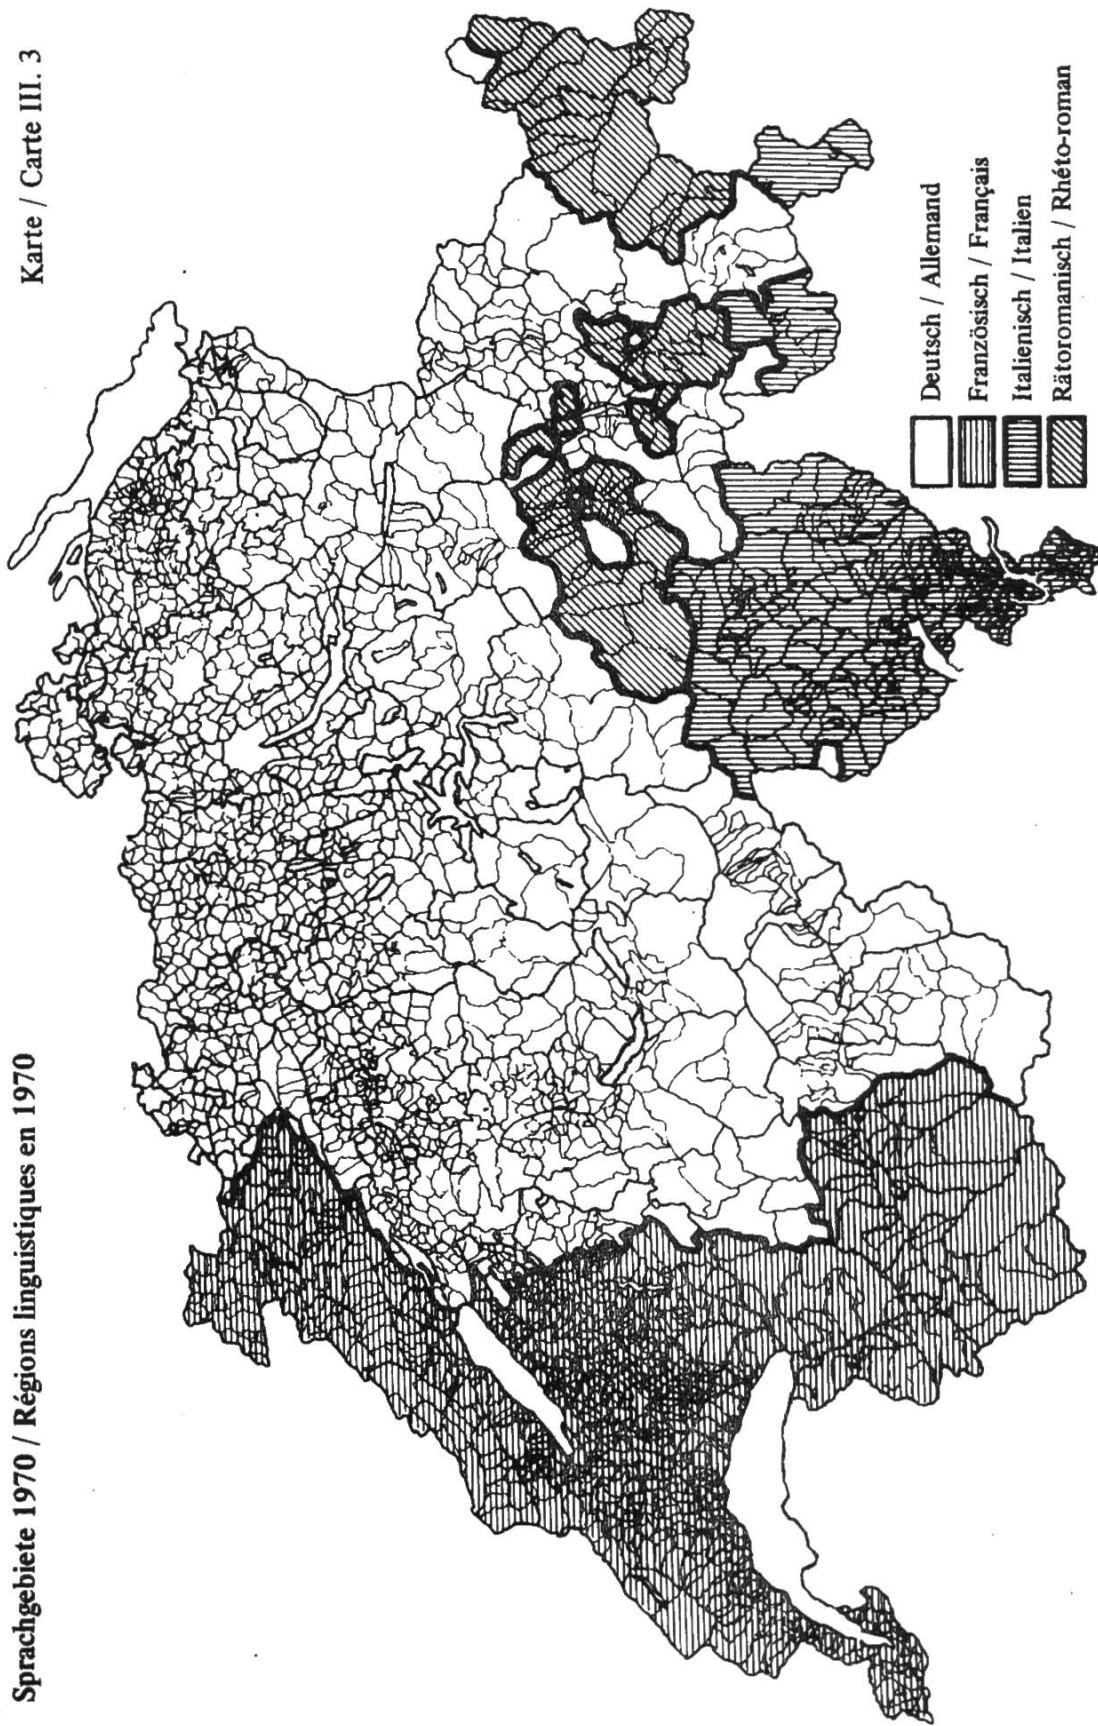 Sprachgebiete 1970 / Régions linguistiques en 1970
Karte / Carte III. 3
Deutsch / Allemand
Französisch / Français
Italienisch / Italien
Rätoromanisch / Rhéto-roman